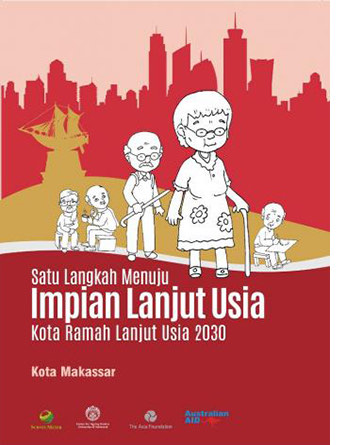 Satu Langkah Menuju
Impian Lanjut Usia
Kota Ramah Lanjut Usia 2030
Kota Makassar
The Asia Foundation
Australian
AID